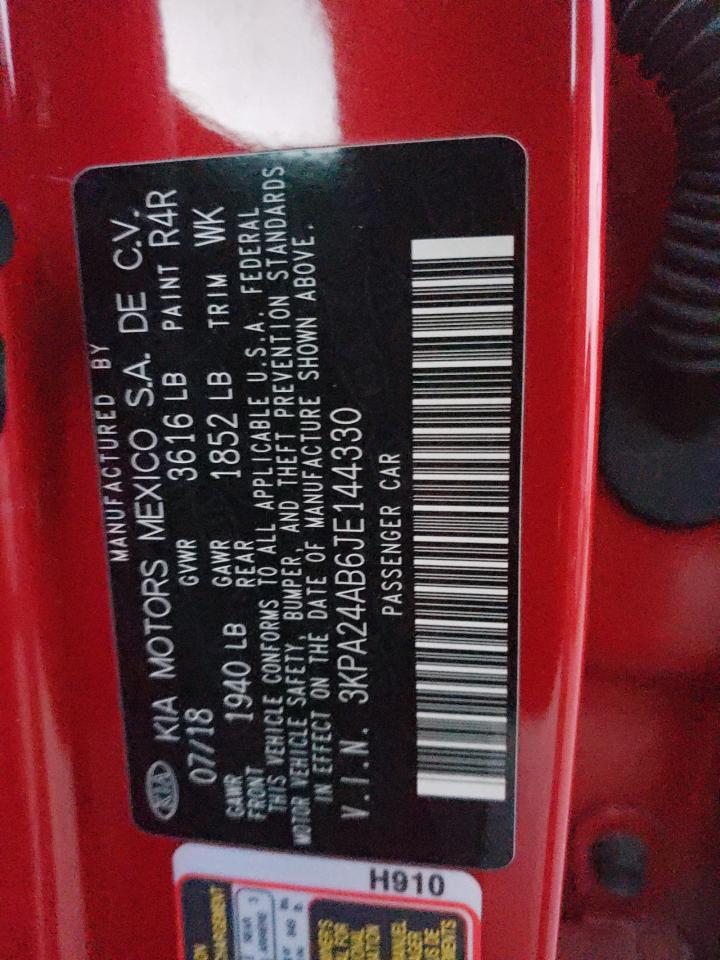 MANUFACTURED BY
KIA KIA MOTORS MEXICO S.A. DE C.V.
07/18 GVWR 3616 LB PAINT R4R
GAWR FRONT 1940 LB GAWR REAR 1852 LB TRIM WK
THIS VEHICLE CONFORMS TO ALL APPLICABLE U.S.A. FEDERAL
MOTOR VEHICLE SAFETY, BUMPER, AND THEFT PREVENTION STANDARDS
IN EFFECT ON THE DATE OF MANUFACTURE SHOWN ABOVE.
V.I.N. 3KPA24AB6JE144330
PASSENGER CAR
H910